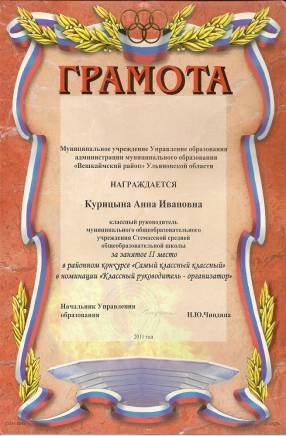 ГРАМОТА
Муниципальное учреждение Управление образования
администрации муниципального образования
«Вешкаймский район» Ульяновской области
НАГРАЖДАЕТСЯ
Курицына Анна Ивановна
классный руководитель
муниципального общеобразовательного
учреждения Стемасской средней
общеобразовательной школы
за занятое II место
в районном конкурсе «Самый классный классный»
в номинации «Классный руководитель - организатор»
Начальник Управления
образования
Н.Ю.Чиндина
2011 год